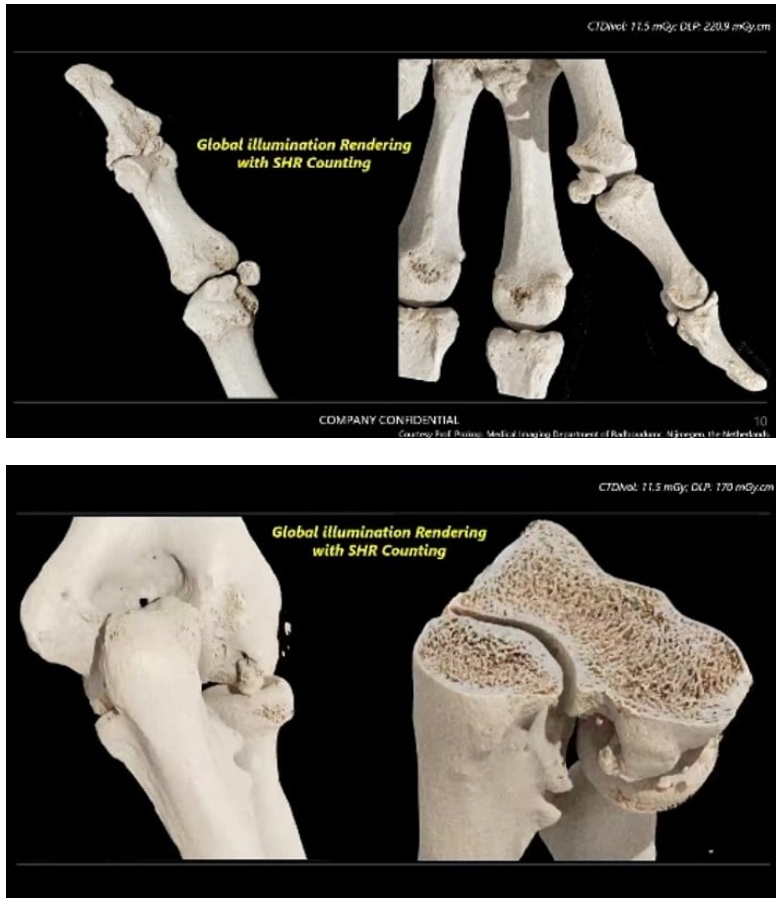 CTDIvol: 11.5 mGy; DLP: 220.9 mGy.cm
Global illumination Rendering
with SHR Counting
COMPANY CONFIDENTIAL
10
Courtesy Prof. Prokop; Medical Imaging Department of Radboudumc, Nijmegen, the Netherlands.
CTDIvol: 11.5 mGy; DLP: 170 mGy.cm
Global illumination Rendering
with SHR Counting